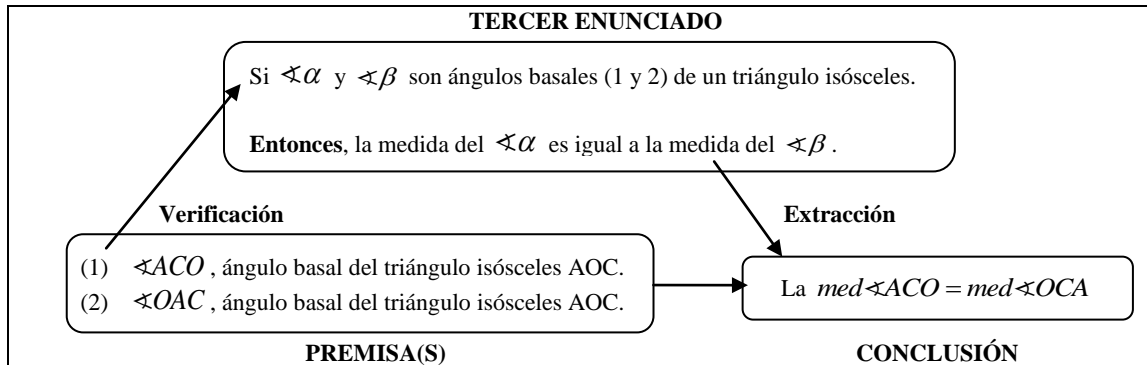 TERCER ENUNCIADO
Si ∢α y ∢β son ángulos basales (1 y 2) de un triángulo isósceles.
Entonces, la medida del ∢α es igual a la medida del ∢β.
Verificación
Extracción
(1) ∢ACO, ángulo basal del triángulo isósceles AOC.
(2) ∢OAC, ángulo basal del triángulo isósceles AOC.
La med∢ACO = med∢OCA
PREMISA(S)
CONCLUSIÓN